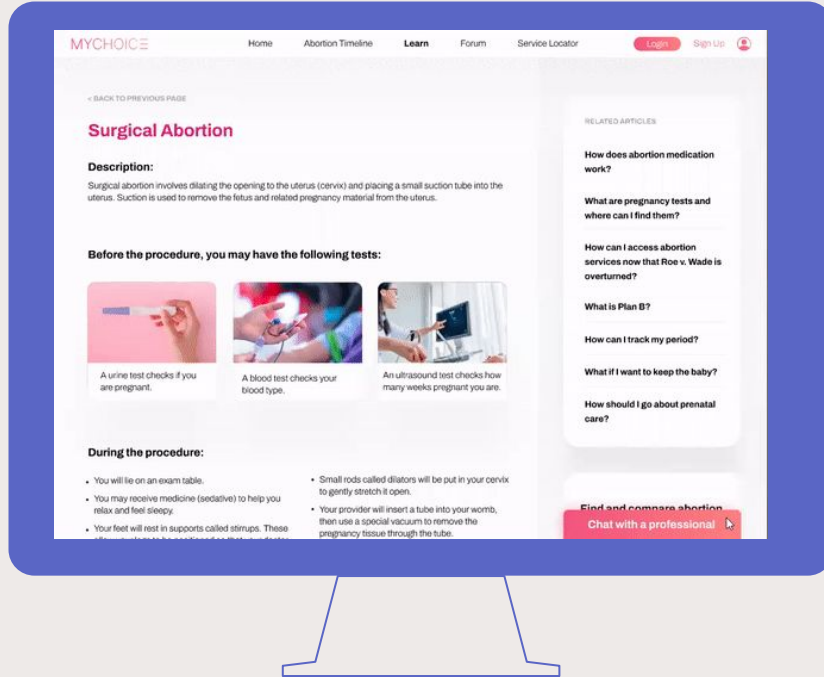 MYCHOICE
Home
Abortion Timeline
Learn
Forum
Service Locator
Login
Sign Up
< BACK TO PREVIOUS PAGE
Surgical Abortion
Description:
Surgical abortion involves dilating the opening to the uterus (cervix) and placing a small suction tube into the
uterus. Suction is used to remove the fetus and related pregnancy material from the uterus.
Before the procedure, you may have the following tests:
A urine test checks if you
are pregnant.
A blood test checks your
blood type.
An ultrasound test checks how
many weeks pregnant you are.
During the procedure:
• You will lie on an exam table.
• You may receive medicine (sedative) to help you
relax and feel sleepy.
• Your feet will rest in supports called stirrups. These
• Small rods called dilators will be put in your cervix
to gently stretch it open.
• Your provider will insert a tube into your womb,
then use a special vacuum to remove the
pregnancy tissue through the tube.
RELATED ARTICLES
How does abortion medication
work?
What are pregnancy tests and
where can I find them?
How can I access abortion
services now that Roe v. Wade is
overturned?
What is Plan B?
How can I track my period?
What if I want to keep the baby?
How should I go about prenatal
care?
Find and compare abortion
Chat with a professional